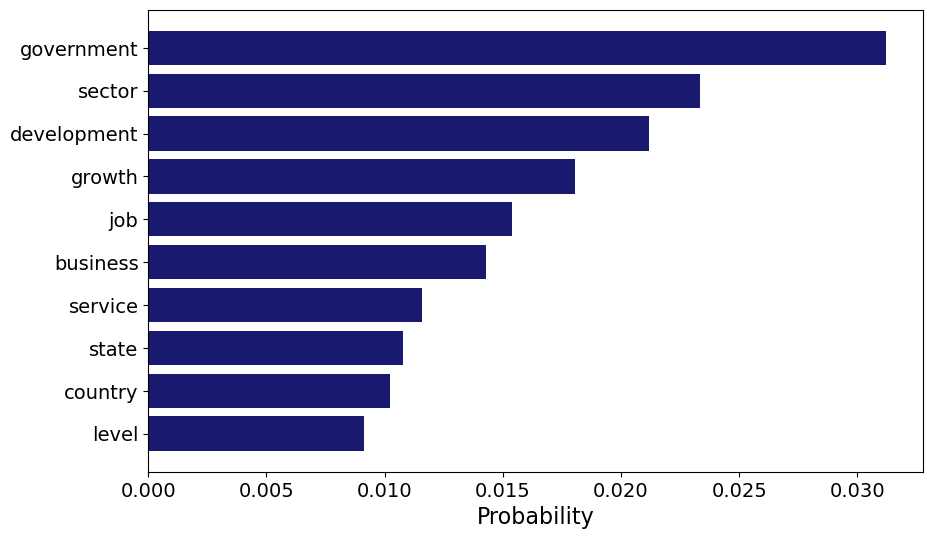 government
sector
development
growth
job
business
service
state
country
level
0.000 0.005 0.010 0.015 0.020 0.025 0.030
Probability